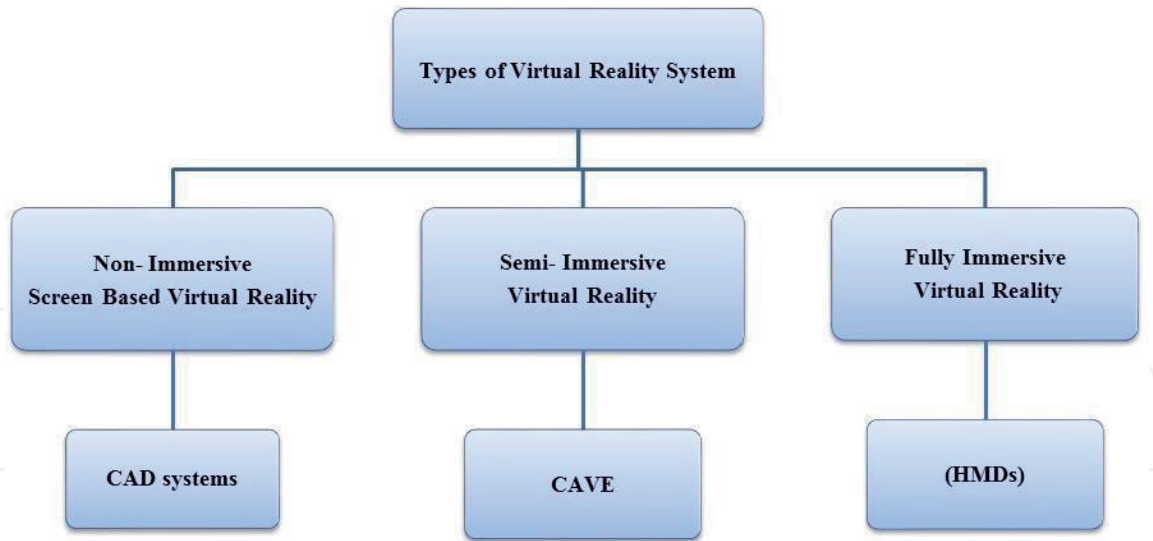 Types of Virtual Reality System
Non- Immersive
Screen Based Virtual Reality
Semi- Immersive
Virtual Reality
Fully Immersive
Virtual Reality
CAD systems
CAVE
(HMDs)